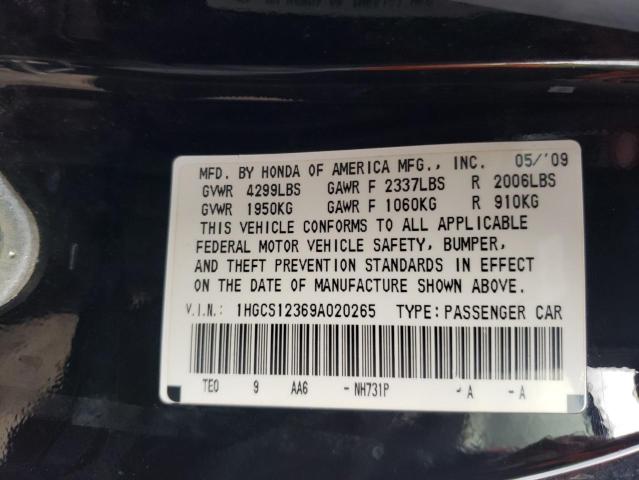 MFD. BY HONDA OF AMERICA MFG., INC. 05/'09
GVWR 4299LBS GAWR F 2337LBS R 2006LBS
GVWR 1950KG GAWR F 1060KG R 910KG
THIS VEHICLE CONFORMS TO ALL APPLICABLE
FEDERAL MOTOR VEHICLE SAFETY, BUMPER,
AND THEFT PREVENTION STANDARDS IN EFFECT
ON THE DATE OF MANUFACTURE SHOWN ABOVE.
V.I.N.: 1HGCS12369A020265 TYPE: PASSENGER CAR
TE0 9 AA6 -NH731P -A -A